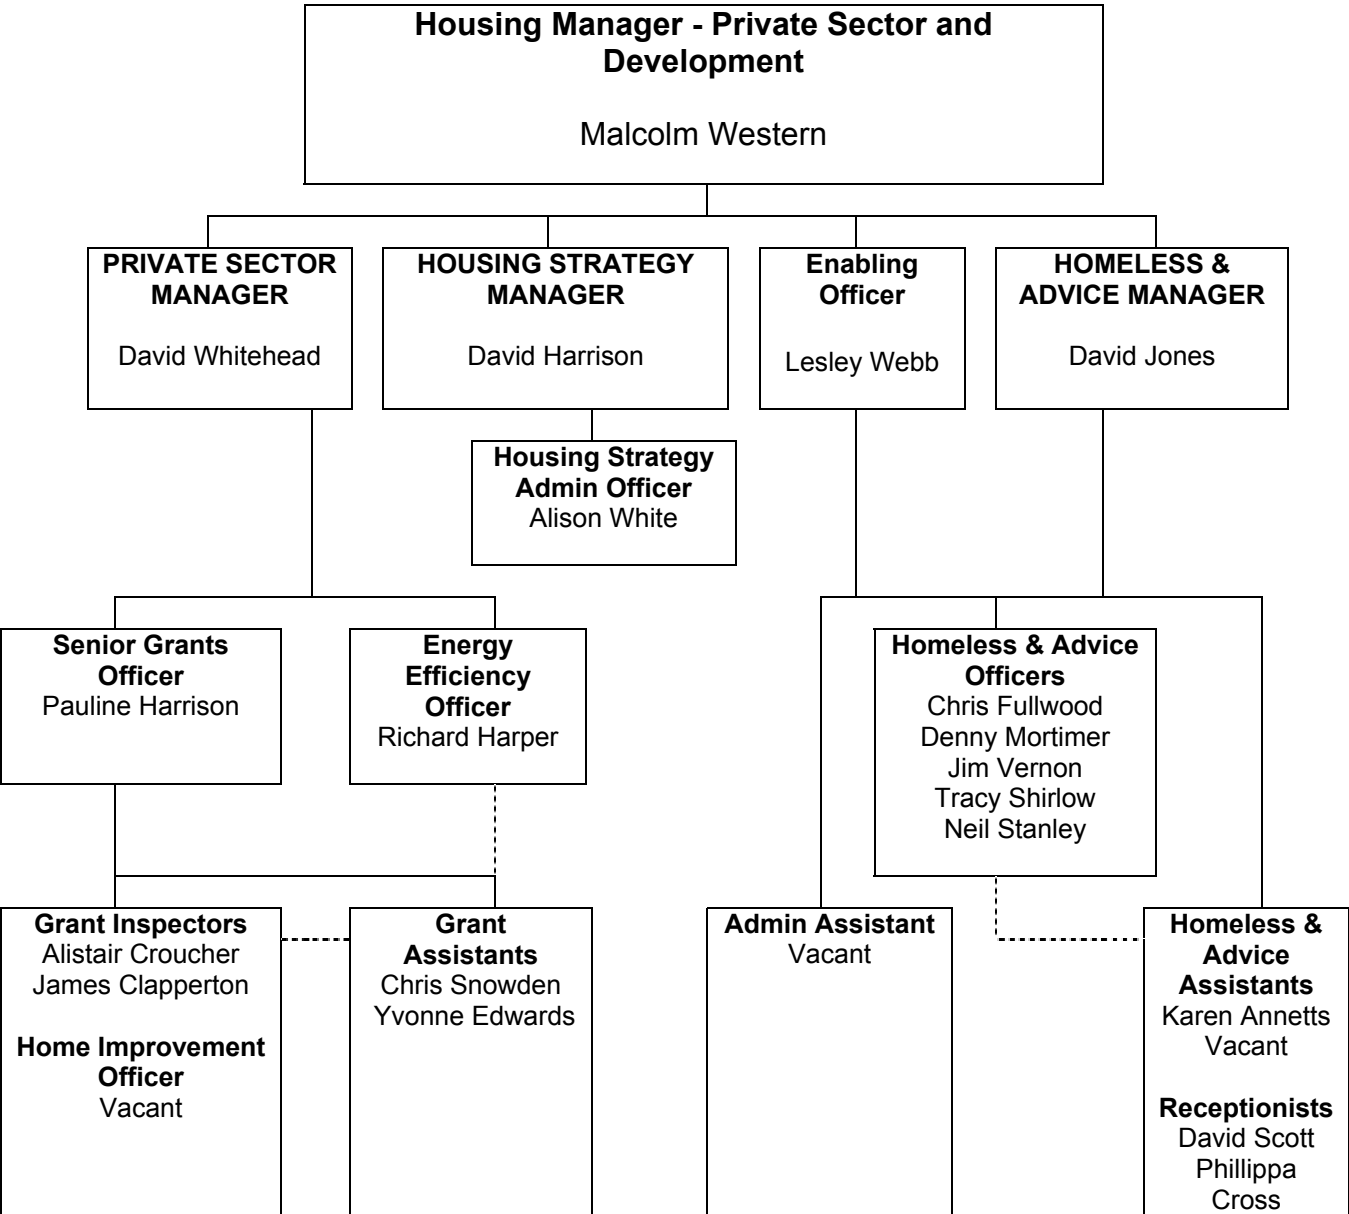 Housing Manager - Private Sector and
Development
Malcolm Western
PRIVATE SECTOR
MANAGER
David Whitehead
HOUSING STRATEGY
MANAGER
David Harrison
Enabling
Officer
Lesley Webb
HOMELESS &
ADVICE MANAGER
David Jones
Housing Strategy
Admin Officer
Alison White
Senior Grants
Officer
Pauline Harrison
Energy
Efficiency
Officer
Richard Harper
Homeless & Advice
Officers
Chris Fullwood
Denny Mortimer
Jim Vernon
Tracy Shirlow
Neil Stanley
Grant Inspectors
Alistair Croucher
James Clapperton
Home Improvement
Officer
Vacant
Grant
Assistants
Chris Snowden
Yvonne Edwards
Admin Assistant
Vacant
Homeless &
Advice
Assistants
Karen Annetts
Vacant
Receptionists
David Scott
Phillippa
Cross